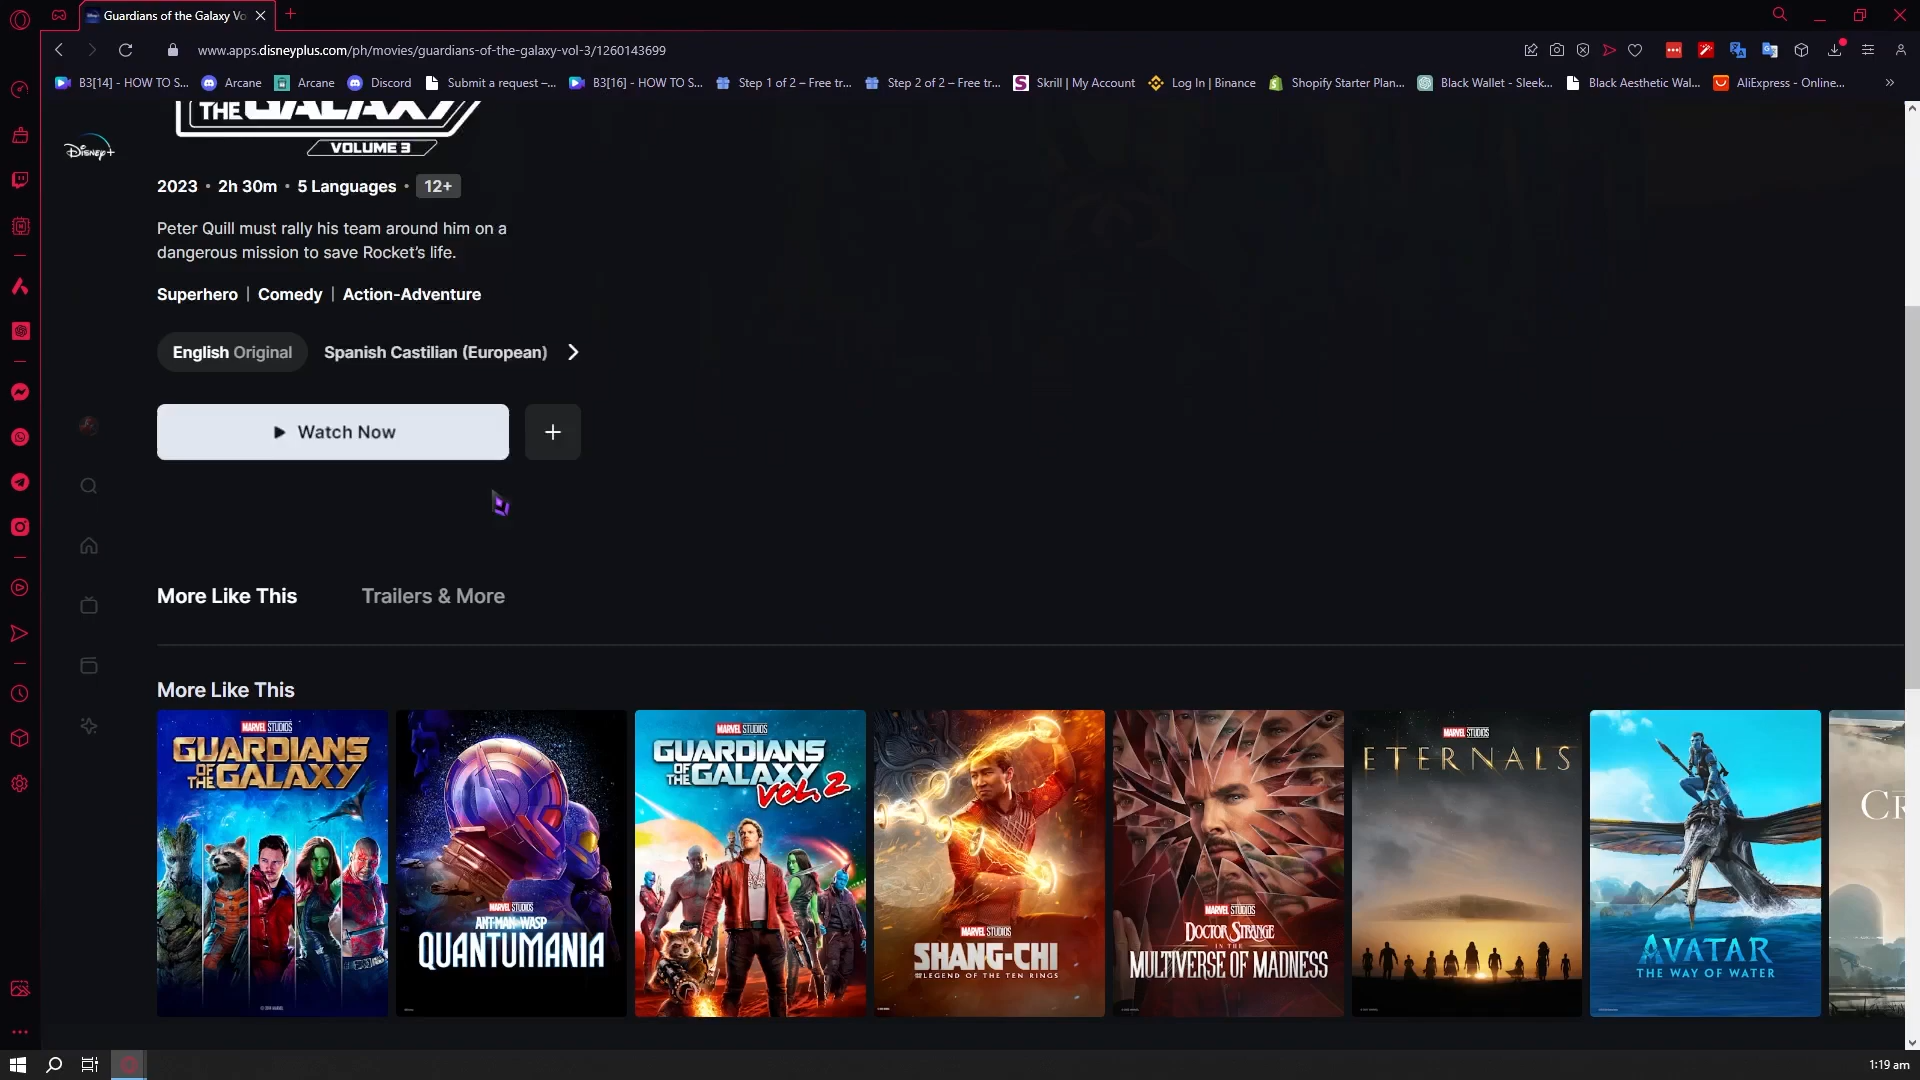 Guardians of the Galaxy Vo
www.apps.disneyplus.com/ph/movies/guardians-of-the-galaxy-vol-3/1260143699
B3[14] - HOW TO S...
Arcane
Arcane
Discord
Submit a request –...
B3[16] - HOW TO S...
Step 1 of 2 – Free tr...
Step 2 of 2 – Free tr...
Skrill | My Account
Log In | Binance
Shopify Starter Plan...
Black Wallet - Sleek...
Black Aesthetic Wal...
AliExpress - Online...
THE GALAXY
VOLUME 3
Disney+
2023 • 2h 30m • 5 Languages • 12+
Peter Quill must rally his team around him on a
dangerous mission to save Rocket's life.
Superhero | Comedy | Action-Adventure
English Original
Spanish Castilian (European)
Watch Now
More Like This
Trailers & More
More Like This
MARVEL STUDIOS
GUARDIANS
OF THE GALAXY
MARVEL STUDIOS
ANT-MAN AND THE WASP
QUANTUMANIA
MARVEL STUDIOS
GUARDIANS
OF THE GALAXY
VOL. 2
MARVEL STUDIOS
SHANG-CHI
AND THE LEGEND OF THE TEN RINGS
MARVEL STUDIOS
DOCTOR STRANGE
IN THE
MULTIVERSE OF MADNESS
MARVEL STUDIOS
ETERNALS
AVATAR
THE WAY OF WATER
CR
1:19 am